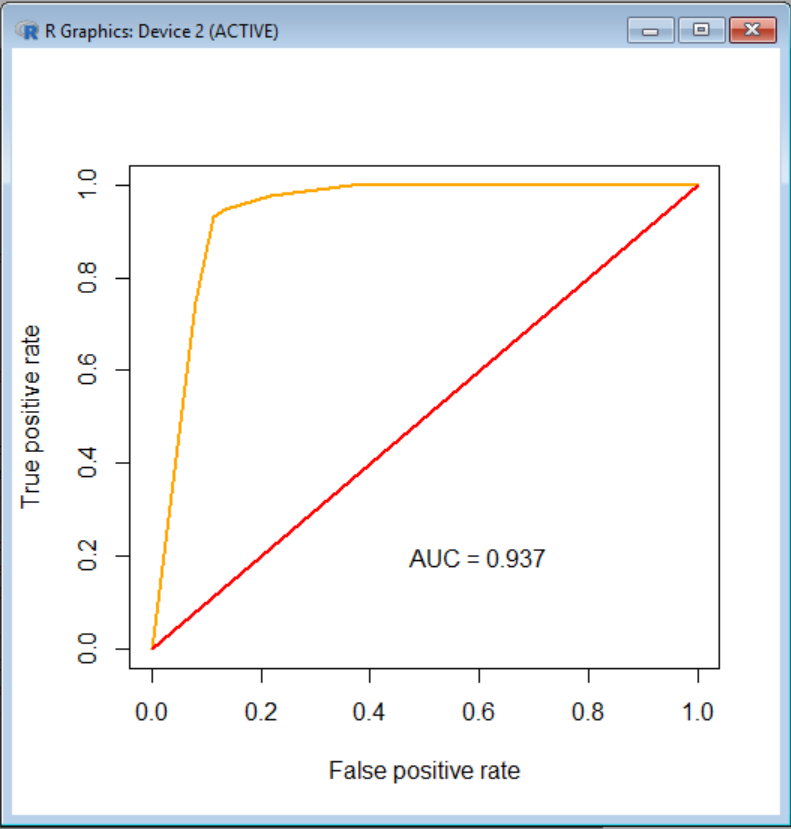 R Graphics: Device 2 (ACTIVE)
1.0
0.8
0.6
0.4
0.2
0.0
True positive rate
AUC = 0.937
0.0 0.2 0.4 0.6 0.8 1.0
False positive rate